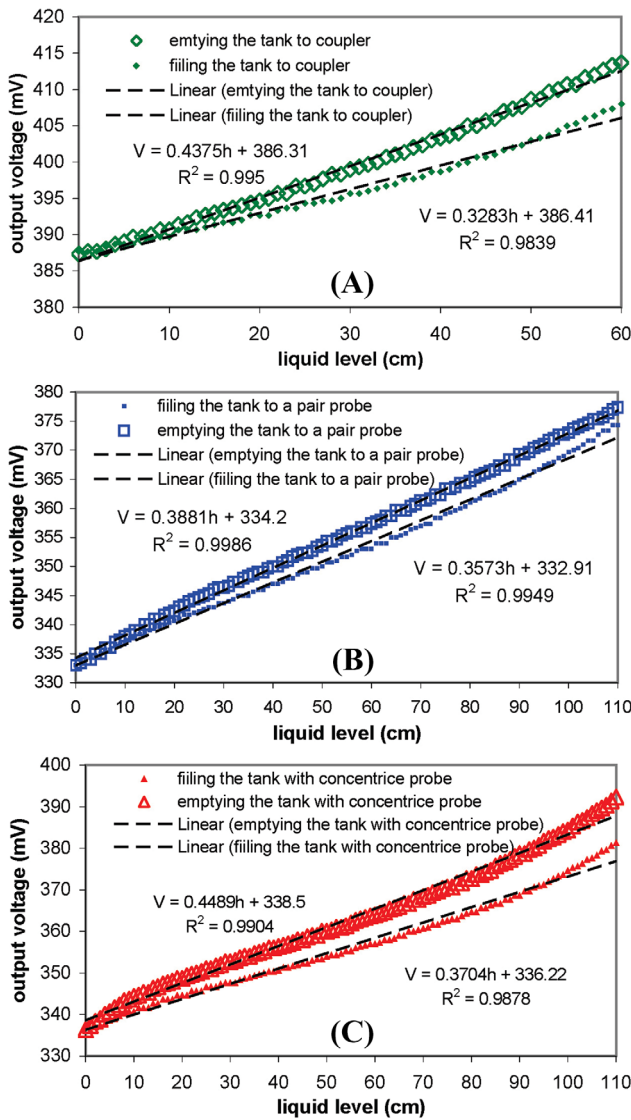 420
415
410
405
400
395
390
385
380
output voltage (mV)
emtying the tank to coupler
fiiling the tank to coupler
Linear (emtying the tank to coupler)
Linear (fiiling the tank to coupler)
V = 0.4375h + 386.31
R² = 0.995
V = 0.3283h + 386.41
R² = 0.9839
(A)
0 10 20 30 40 50 60
liquid level (cm)
380
375
370
365
360
355
350
345
340
335
330
output voltage (mV)
fiiling the tank to a pair probe
emptying the tank to a pair probe
Linear (emptying the tank to a pair probe)
Linear (fiiling the tank to a pair probe)
V = 0.3881h + 334.2
R² = 0.9986
V = 0.3573h + 332.91
R² = 0.9949
(B)
0 10 20 30 40 50 60 70 80 90 100 110
liquid level (cm)
400
390
380
370
360
350
340
330
output voltage (mV)
fiiling the tank with concentrice probe
emptying the tank with concentrice probe
Linear (emptying the tank with concentrice probe)
Linear (fiiling the tank with concentrice probe)
V = 0.4489h + 338.5
R² = 0.9904
V = 0.3704h + 336.22
R² = 0.9878
(C)
0 10 20 30 40 50 60 70 80 90 100 110
liquid level (cm)